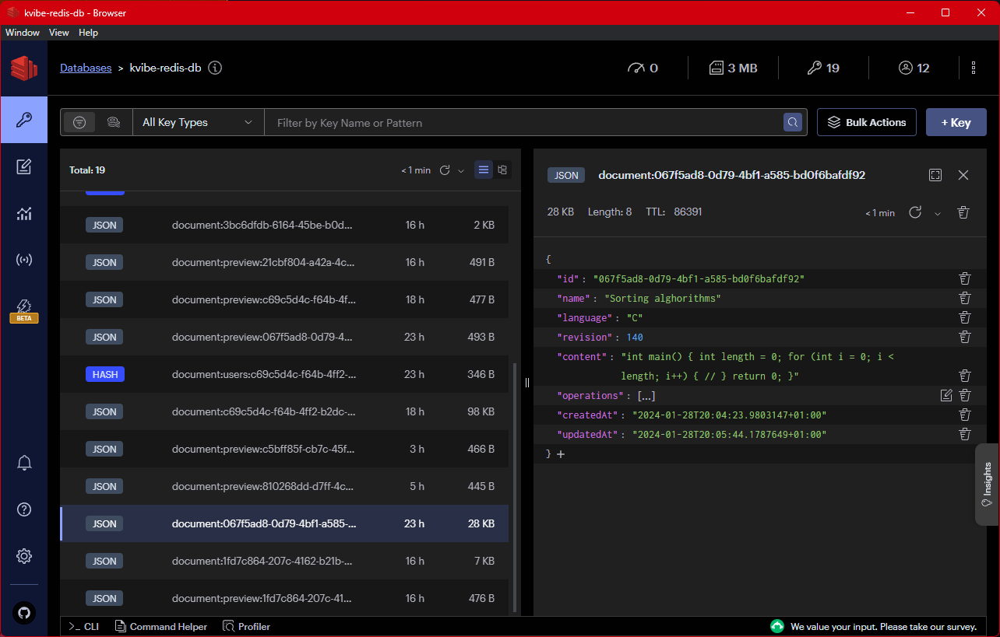 kvibe-redis-db - Browser
Window View Help
Databases > kvibe-redis-db
0 3 MB 19 12
All Key Types Filter by Key Name or Pattern Bulk Actions + Key
Total: 19 < 1 min
JSON document:3bc6dfdb-6164-45be-b0d... 16 h 2 KB
JSON document:preview:21cbf804-a42a-4c... 16 h 491 B
JSON document:preview:c69c5d4c-f64b-4f... 18 h 477 B
JSON document:preview:067f5ad8-0d79-4... 23 h 493 B
HASH document:users:c69c5d4c-f64b-4ff2-... 23 h 346 B
JSON document:c69c5d4c-f64b-4ff2-b2dc-... 18 h 98 KB
JSON document:preview:c5bff85f-cb7c-45f... 3 h 466 B
JSON document:preview:810268dd-d7ff-4c... 5 h 445 B
JSON document:067f5ad8-0d79-4bf1-a585-... 23 h 28 KB
JSON document:1fd7c864-207c-4162-b21b-... 16 h 7 KB
JSON document:preview:1fd7c864-207c-41... 16 h 476 B
JSON document:067f5ad8-0d79-4bf1-a585-bd0f6bafdf92
28 KB Length: 8 TTL: 86391 < 1 min
{
"id" : "067f5ad8-0d79-4bf1-a585-bd0f6bafdf92"
"name" : "Sorting alghorithms"
"language" : "C"
"revision" : 140
"content" : "int main() { int length = 0; for (int i = 0; i <
length; i++) { // } return 0; }"
"operations" : [...]
"createdAt" : "2024-01-28T20:04:23.9803147+01:00"
"updatedAt" : "2024-01-28T20:05:44.1787649+01:00"
} +
BETA
Insights
>_ CLI Command Helper Profiler We value your input. Please take our survey.